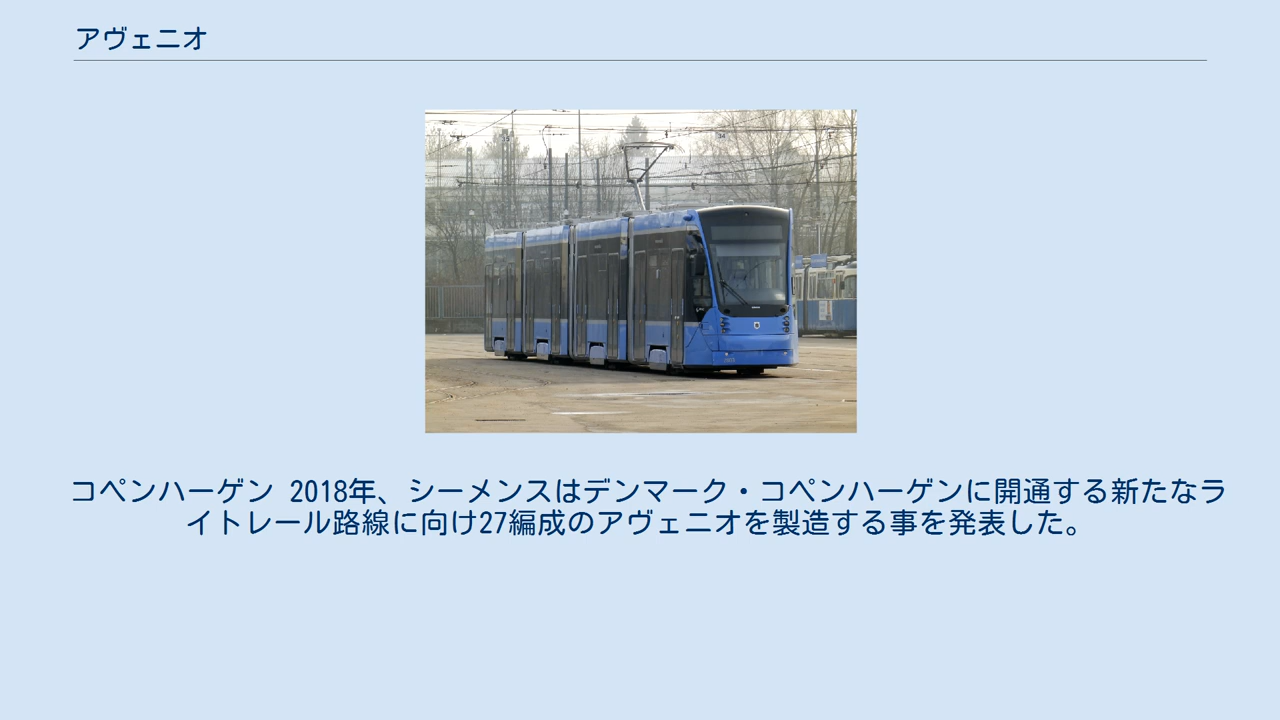 アヴェニオ
コペンハーゲン 2018年、シーメンスはデンマーク・コペンハーゲンに開通する新たなラ
イトレール路線に向け27編成のアヴェニオを製造する事を発表した。